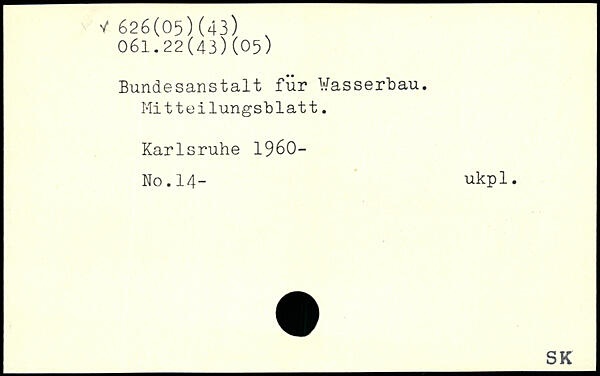 ✓ 626(05)(43)
061.22(43)(05)
Bundesanstalt für Wasserbau.
Mitteilungsblatt.
Karlsruhe 1960-
No.14- ukpl.
SK